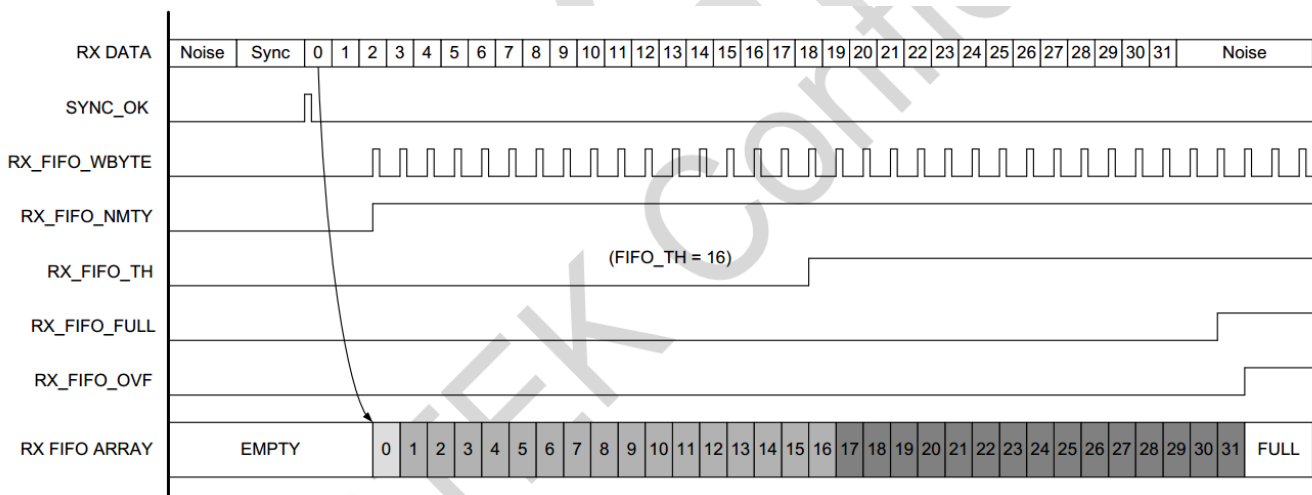 RX DATA Noise Sync 0 1 2 3 4 5 6 7 8 9 10 11 12 13 14 15 16 17 18 19 20 21 22 23 24 25 26 27 28 29 30 31 Noise
SYNC_OK
RX_FIFO_WBYTE
RX_FIFO_NMTY
(FIFO_TH = 16)
RX_FIFO_TH
RX_FIFO_FULL
RX_FIFO_OVF
RX FIFO ARRAY EMPTY 0 1 2 3 4 5 6 7 8 9 10 11 12 13 14 15 16 17 18 19 20 21 22 23 24 25 26 27 28 29 30 31 FULL